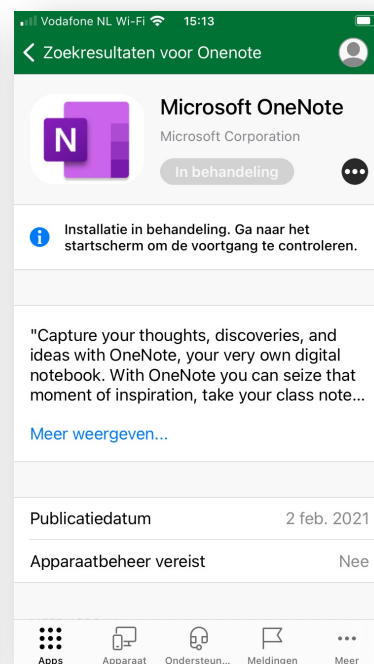 Vodafone NL Wi-Fi 15:13
Zoekresultaten voor Onenote
N
Microsoft OneNote
Microsoft Corporation
In behandeling
Installatie in behandeling. Ga naar het
startscherm om de voortgang te controleren.
"Capture your thoughts, discoveries, and
ideas with OneNote, your very own digital
notebook. With OneNote you can seize that
moment of inspiration, take your class note...
Meer weergeven...
Publicatiedatum 2 feb. 2021
Apparaatbeheer vereist Nee
Apps Apparaat Ondersteun... Meldingen Meer